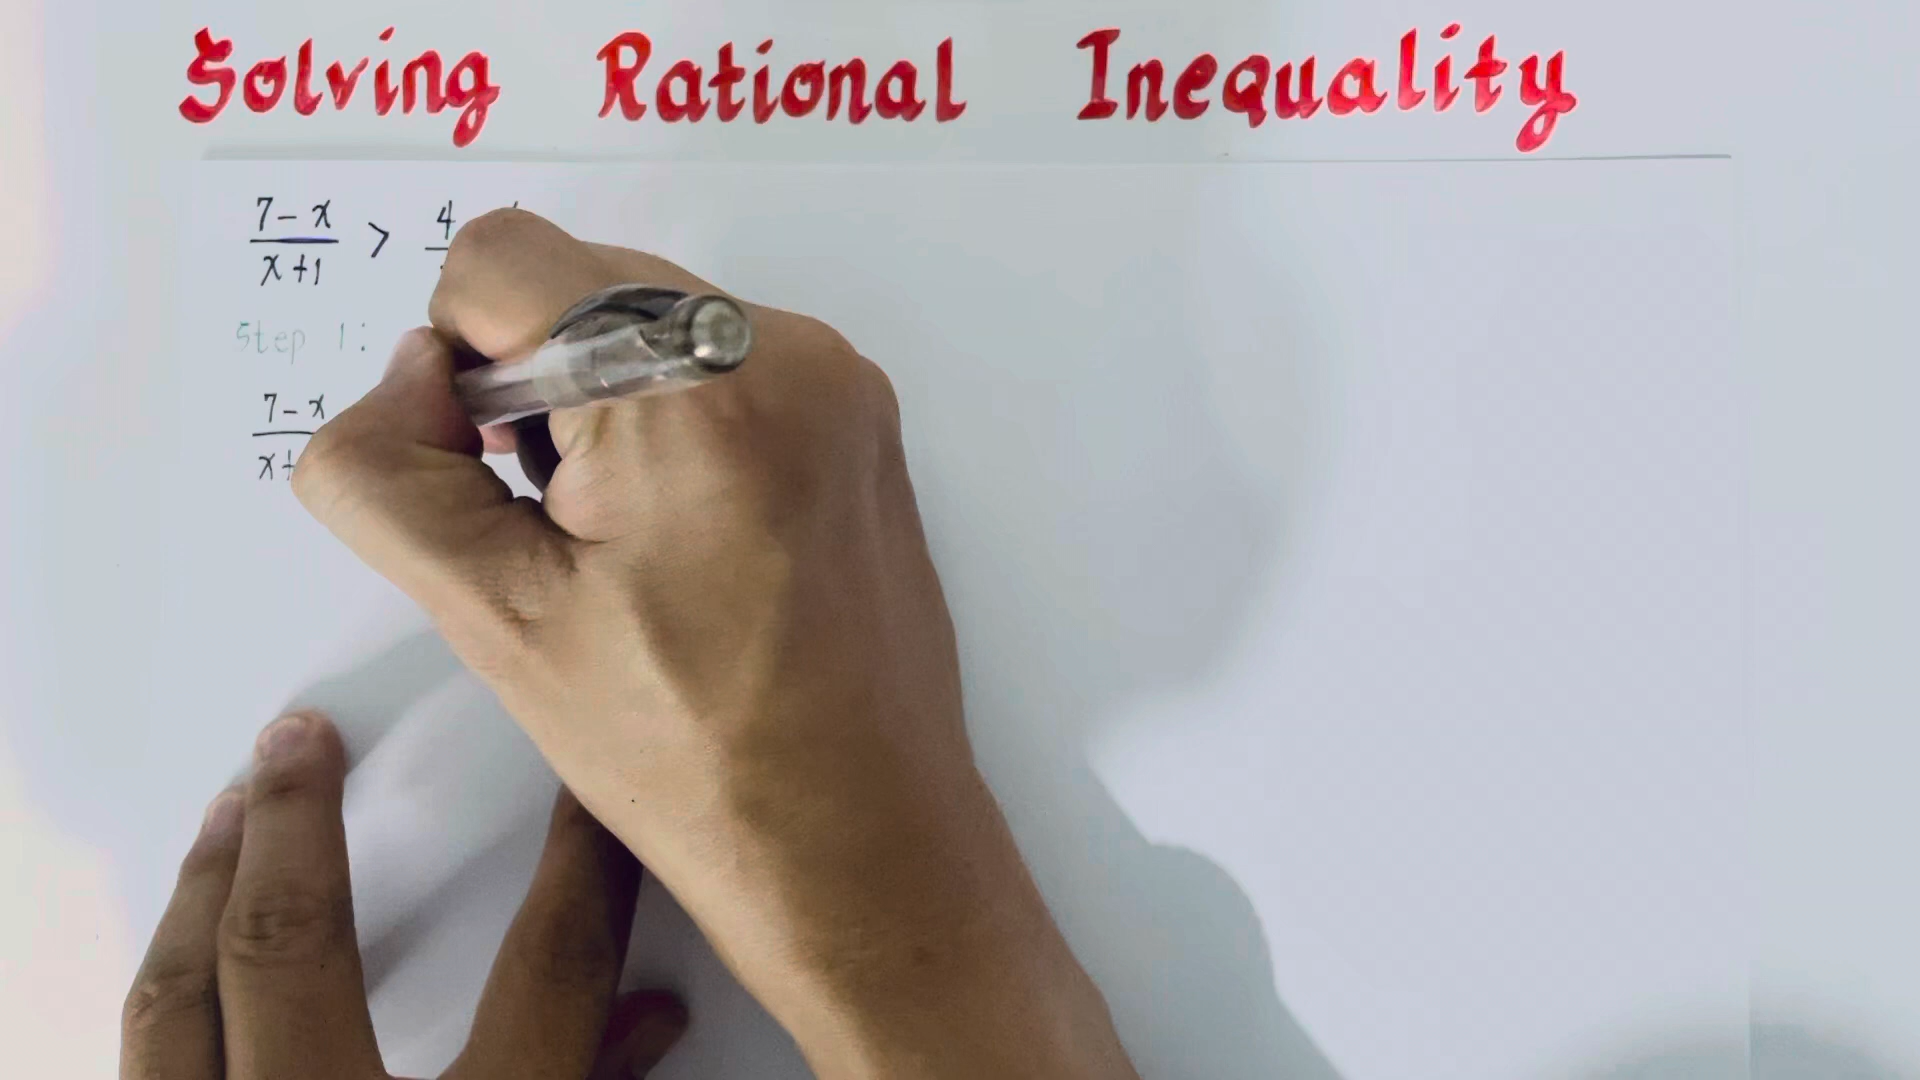 Solving Rational Inequality
7-x/x+1 > 4
Step 1:
7-x/x+